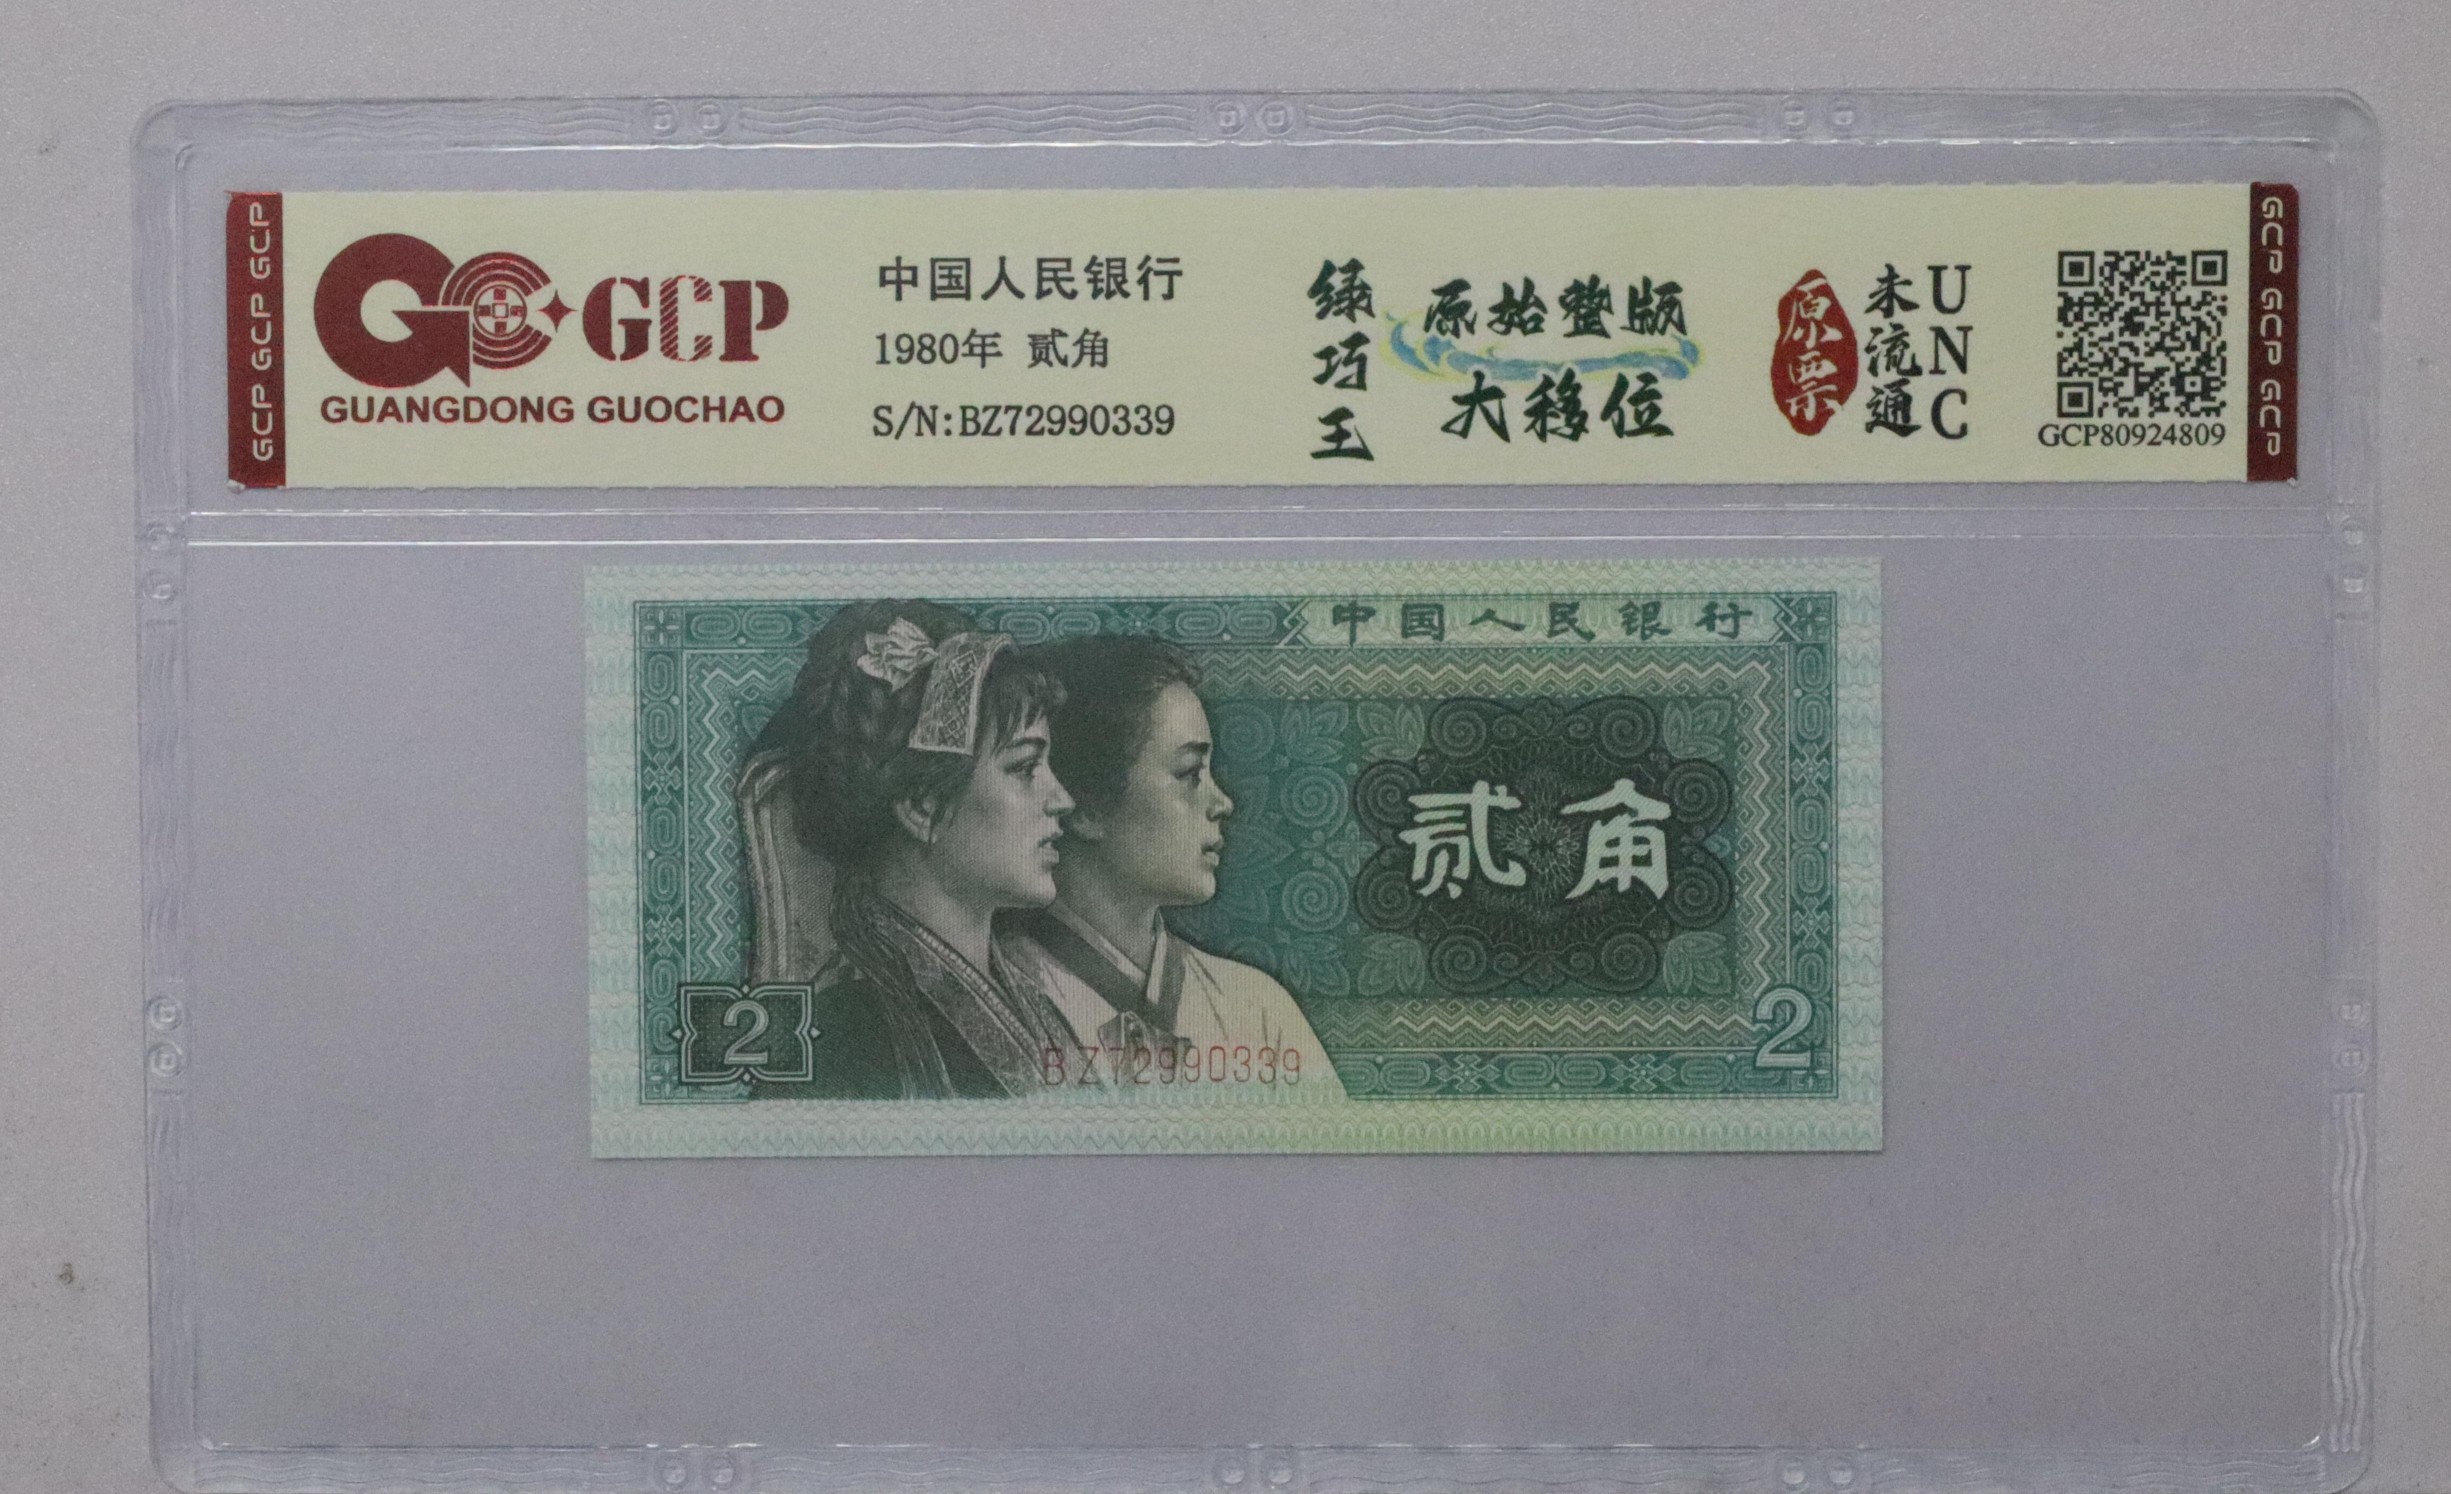 GCP GCP GCP
GCP
GUANGDONG GUOCHAO
中国人民银行
1980年 贰角
S/N:BZ72990339
绿巧王
原始整版
大移位
原票
未流通
UNC
GCP80924809
GCP GCP GCP
中国人民银行
贰角
2
2
BZ72990339